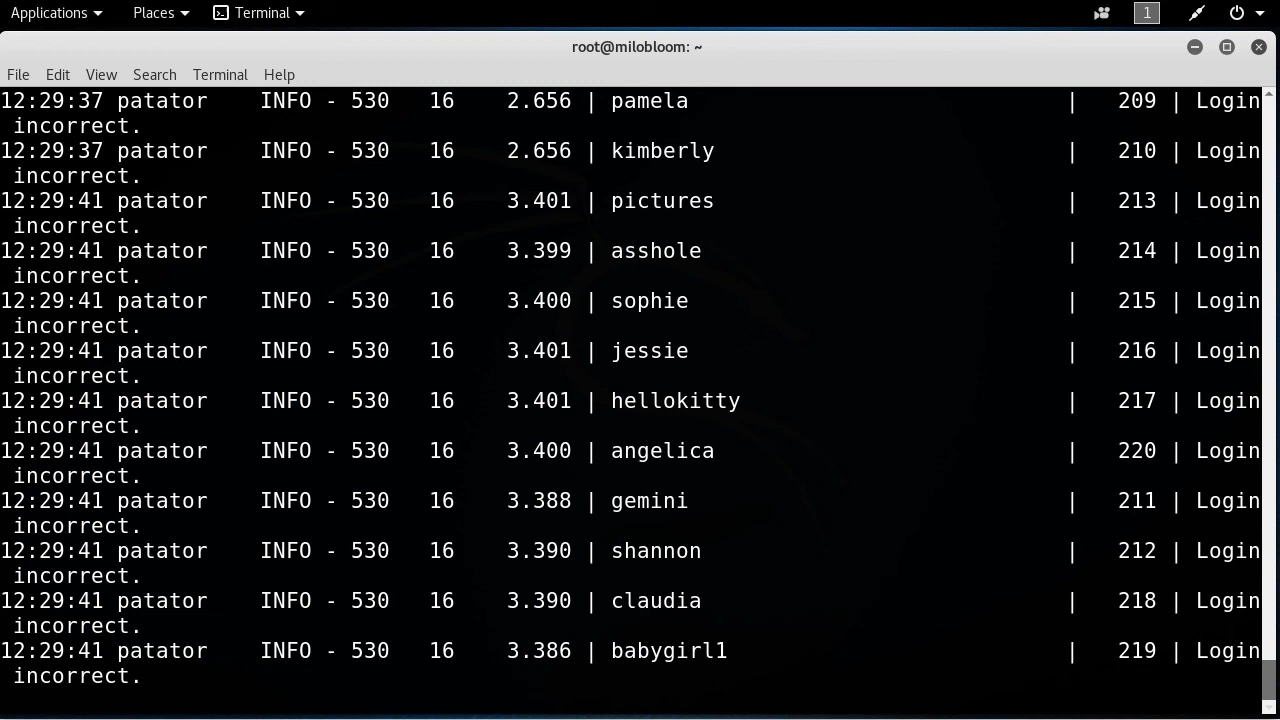 Applications Places Terminal 1
root@milobloom: ~
File Edit View Search Terminal Help
12:29:37 patator    INFO - 530   16    2.656 | pamela                             |   209 | Login
 incorrect.
12:29:37 patator    INFO - 530   16    2.656 | kimberly                           |   210 | Login
 incorrect.
12:29:41 patator    INFO - 530   16    3.401 | pictures                           |   213 | Login
 incorrect.
12:29:41 patator    INFO - 530   16    3.399 | asshole                            |   214 | Login
 incorrect.
12:29:41 patator    INFO - 530   16    3.400 | sophie                             |   215 | Login
 incorrect.
12:29:41 patator    INFO - 530   16    3.401 | jessie                             |   216 | Login
 incorrect.
12:29:41 patator    INFO - 530   16    3.401 | hellokitty                         |   217 | Login
 incorrect.
12:29:41 patator    INFO - 530   16    3.400 | angelica                           |   220 | Login
 incorrect.
12:29:41 patator    INFO - 530   16    3.388 | gemini                             |   211 | Login
 incorrect.
12:29:41 patator    INFO - 530   16    3.390 | shannon                            |   212 | Login
 incorrect.
12:29:41 patator    INFO - 530   16    3.390 | claudia                            |   218 | Login
 incorrect.
12:29:41 patator    INFO - 530   16    3.386 | babygirl1                          |   219 | Login
 incorrect.